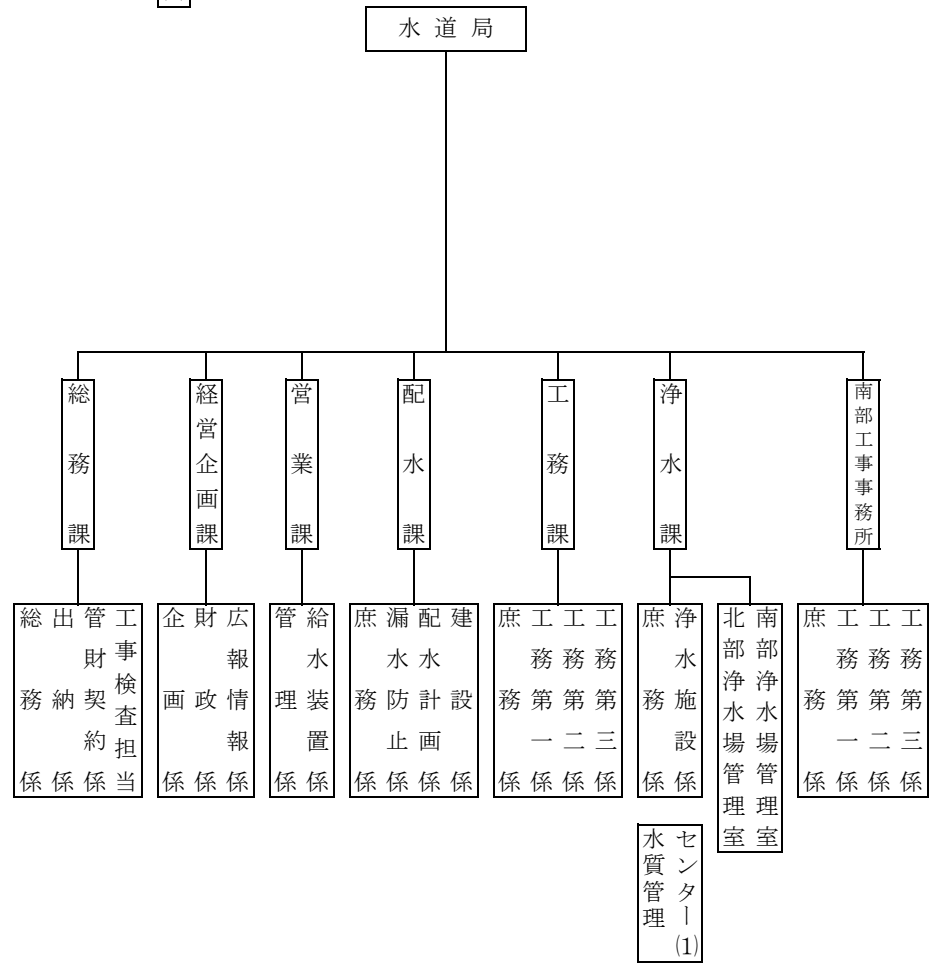 水道局
総務課
経営企画課
営業課
配水課
工務課
浄水課
南部工事事務所
総務係
出納係
管財契約係
工事検査担当
企画係
財政係
広報情報係
管理係
給水装置係
庶務係
漏水防止係
配水計画係
建設係
庶務係
工務第一係
工務第二係
工務第三係
庶務係
浄水施設係
北部浄水場管理室
南部浄水場管理室
庶務係
工務第一係
工務第二係
工務第三係
水質管理
センター⑴